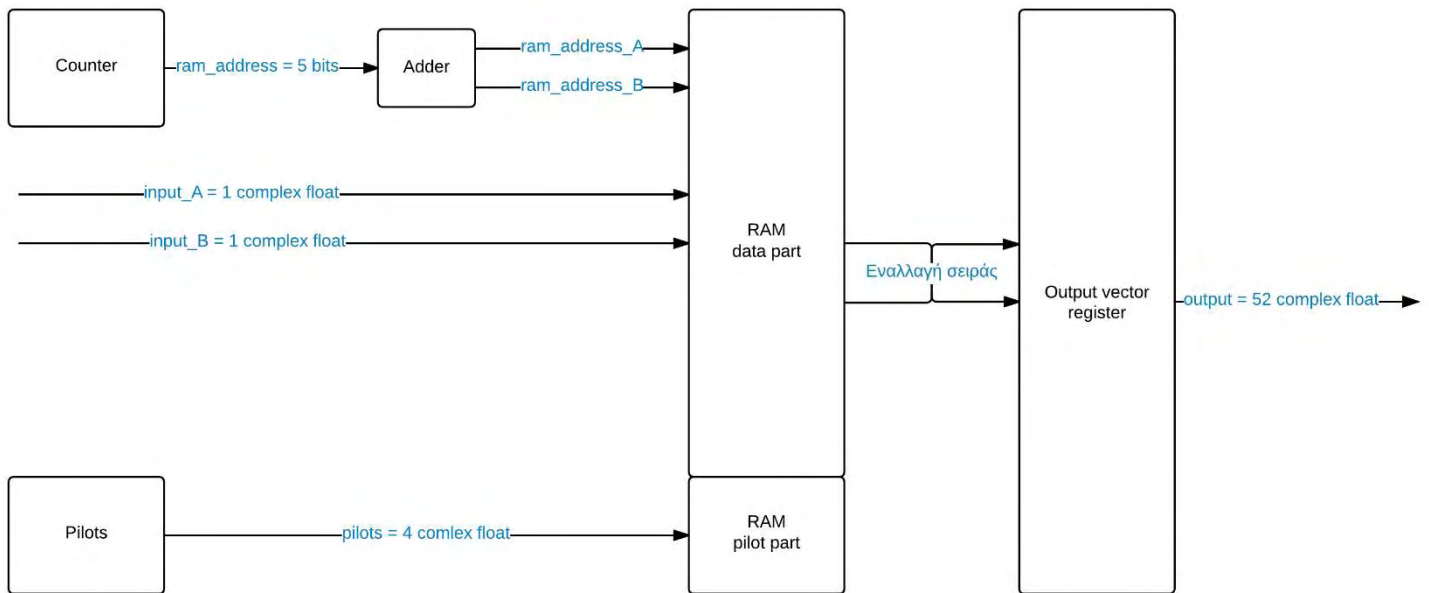 Counter
ram_address = 5 bits
Adder
ram_address_A
ram_address_B
input_A = 1 complex float
input_B = 1 complex float
RAM
data part
Εναλλαγή σειράς
Output vector
register
output = 52 complex float
Pilots
pilots = 4 comlex float
RAM
pilot part